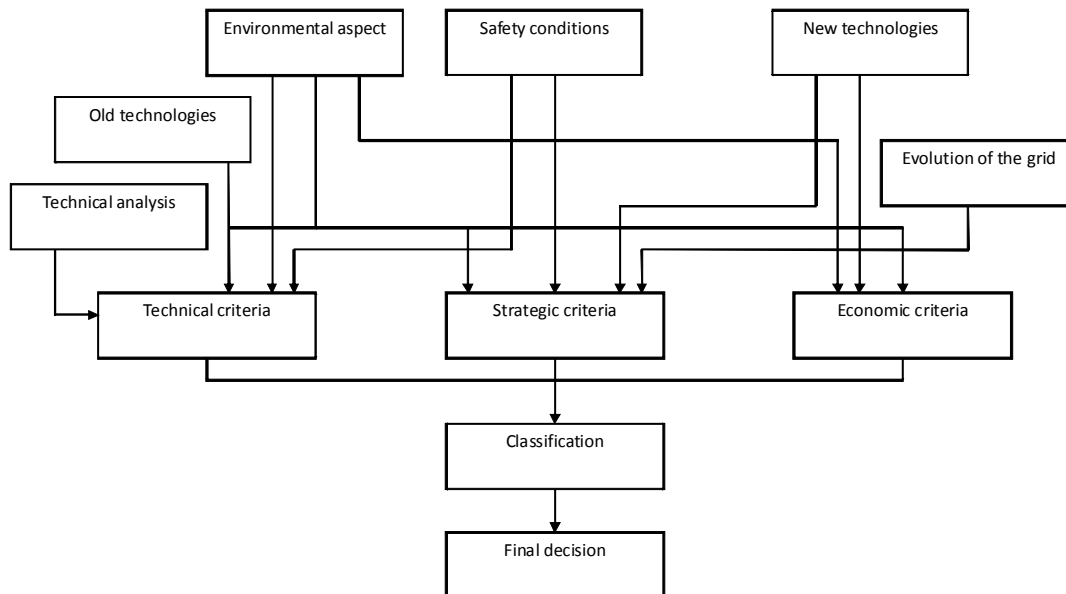 Environmental aspect
Safety conditions
New technologies
Old technologies
Evolution of the grid
Technical analysis
Technical criteria
Strategic criteria
Economic criteria
Classification
Final decision